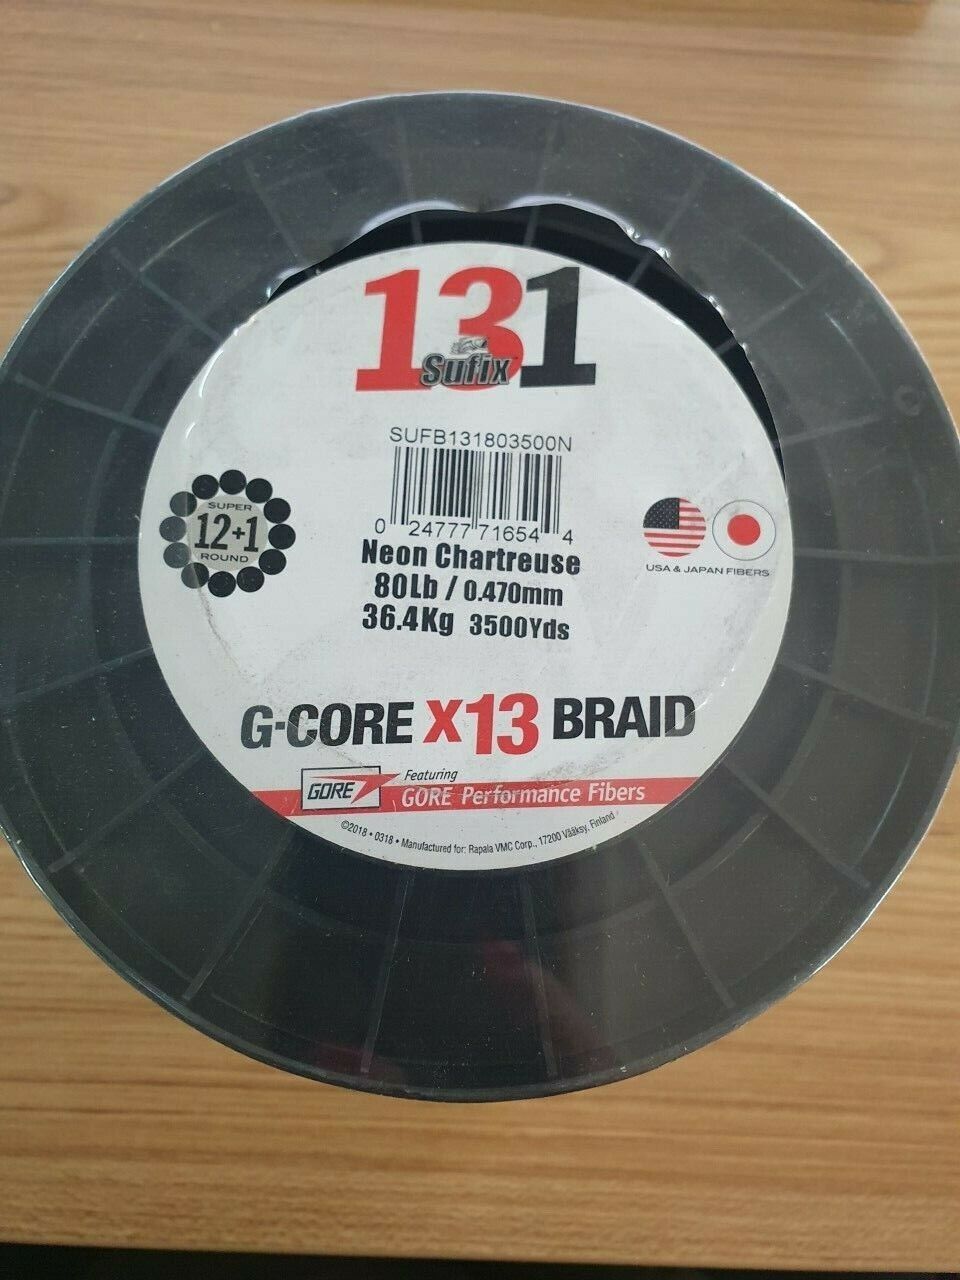 131
Sufix
SUFB131803500N
0 24777 71654 4
Neon Chartreuse
80Lb / 0.470mm
36.4Kg 3500Yds
SUPER
12+1
ROUND
USA & JAPAN FIBERS
G-CORE X13 BRAID
GORE
Featuring
GORE Performance Fibers
©2018 • 0318 • Manufactured for: Rapala VMC Corp., 17200 Vääksy, Finland